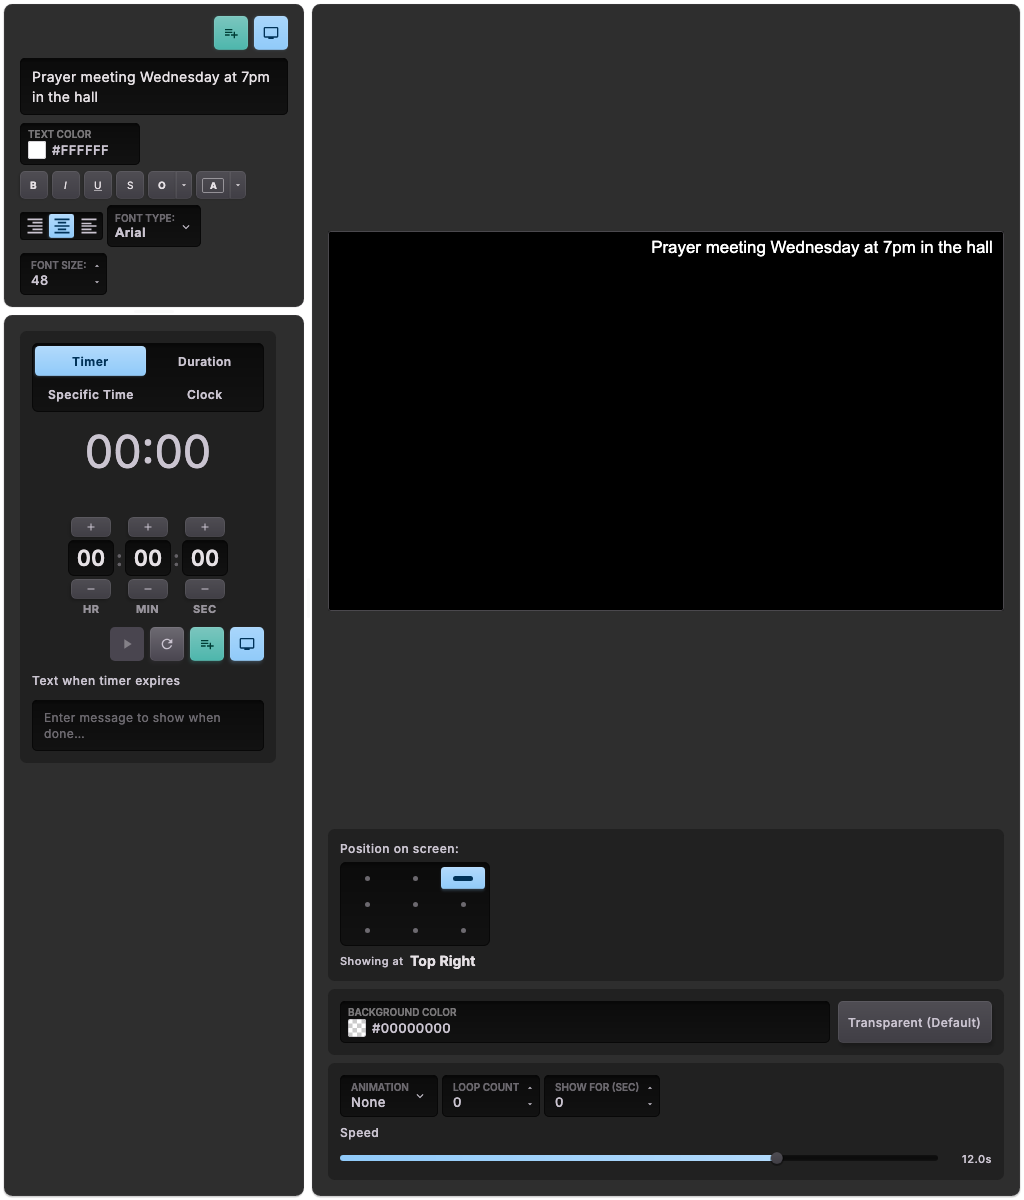 Prayer meeting Wednesday at 7pm
in the hall
TEXT COLOR
#FFFFFF
B I U S O A
FONT TYPE:
Arial
FONT SIZE:
48
Timer Duration
Specific Time Clock
00:00
+ + +
00 : 00 : 00
− − −
HR MIN SEC
Text when timer expires
Enter message to show when
done...
Prayer meeting Wednesday at 7pm in the hall
Position on screen:
Showing at Top Right
BACKGROUND COLOR
#00000000
Transparent (Default)
ANIMATION LOOP COUNT SHOW FOR (SEC)
None 0 0
Speed
12.0s